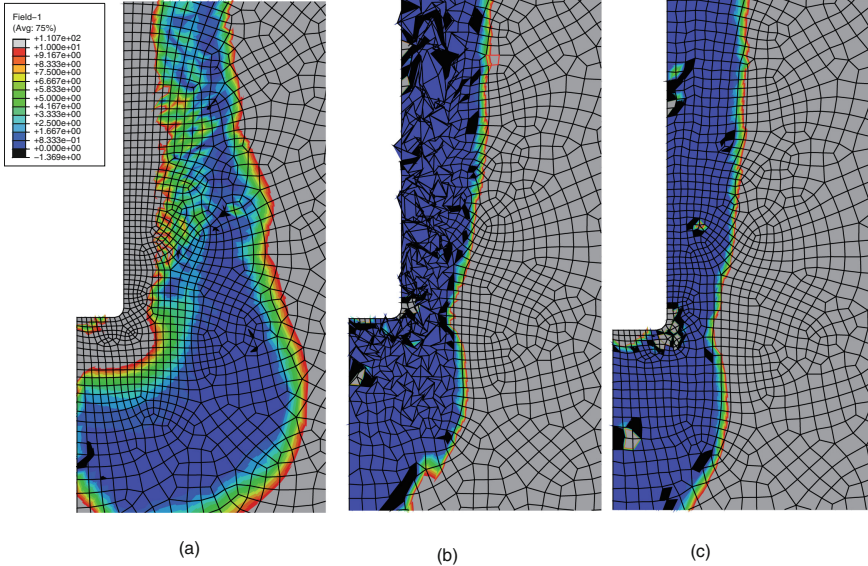 Field−1
(Avg: 75%)
+1.107e+02
+1.000e+01
+9.167e+00
+8.333e+00
+7.500e+00
+6.667e+00
+5.833e+00
+5.000e+00
+4.167e+00
+3.333e+00
+2.500e+00
+1.667e+00
+8.333e−01
+0.000e+00
−1.369e+00
(a)
(b)
(c)